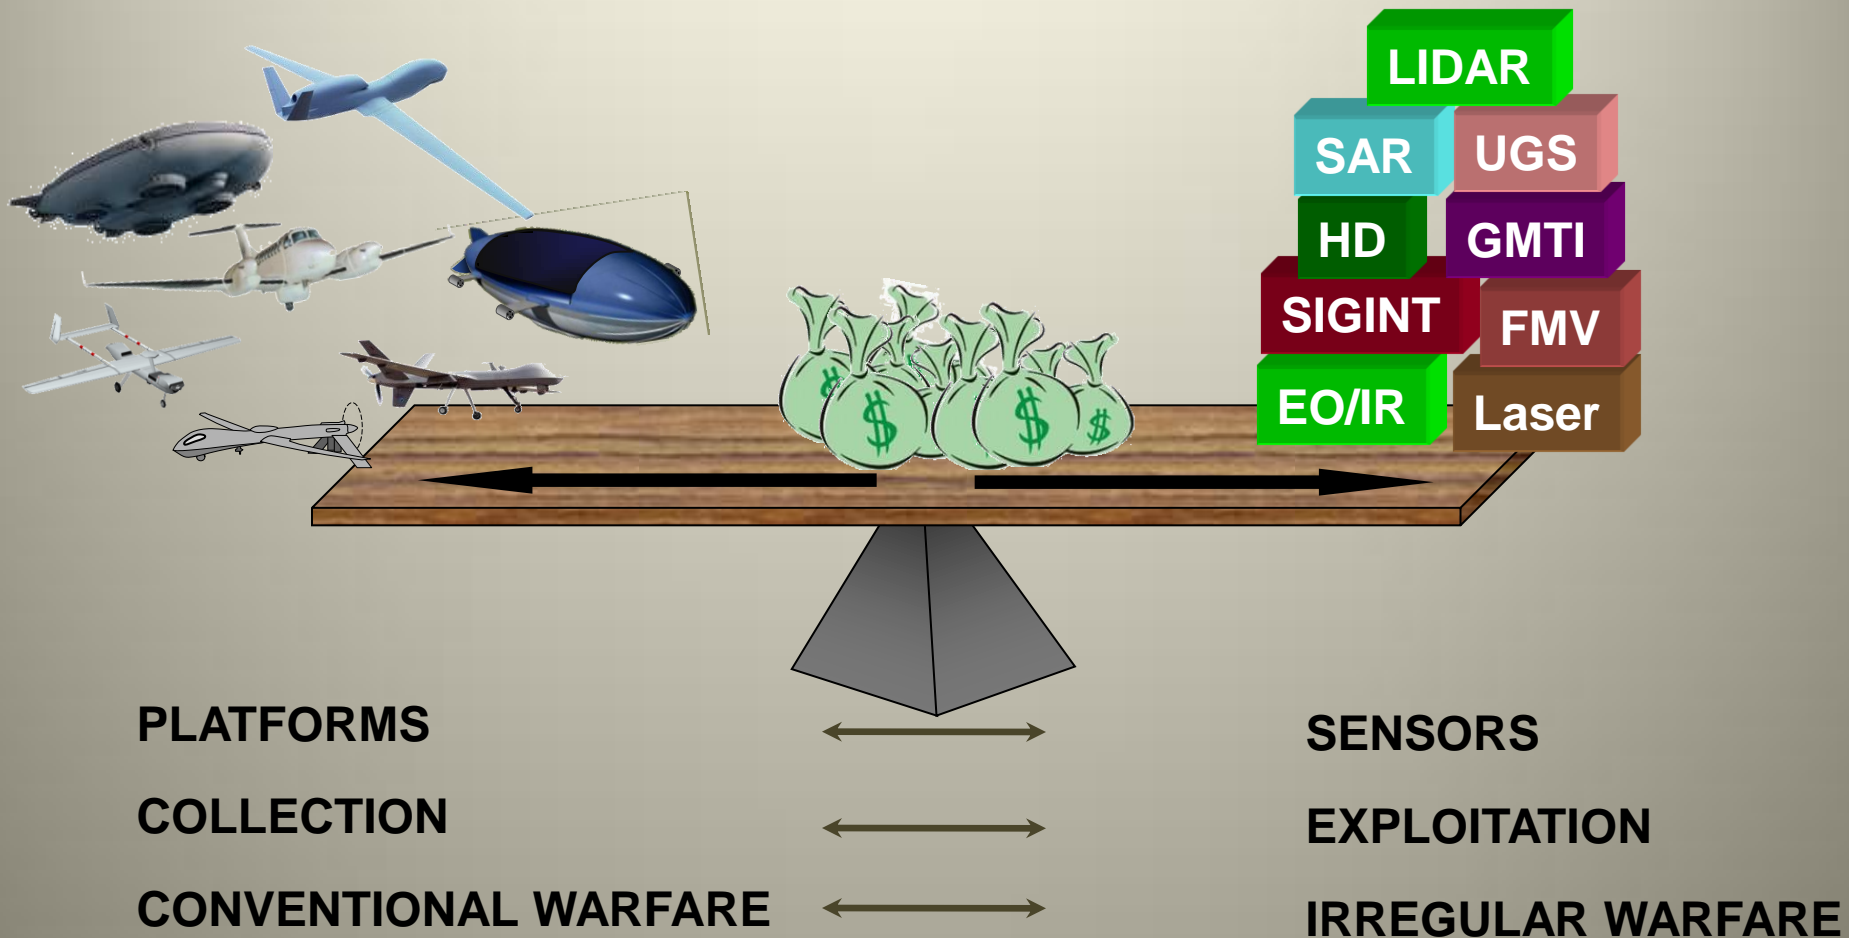 LIDAR
SAR
UGS
HD
GMTI
SIGINT
FMV
EO/IR
Laser
$
$
$
$
PLATFORMS
SENSORS
COLLECTION
EXPLOITATION
CONVENTIONAL WARFARE
IRREGULAR WARFARE